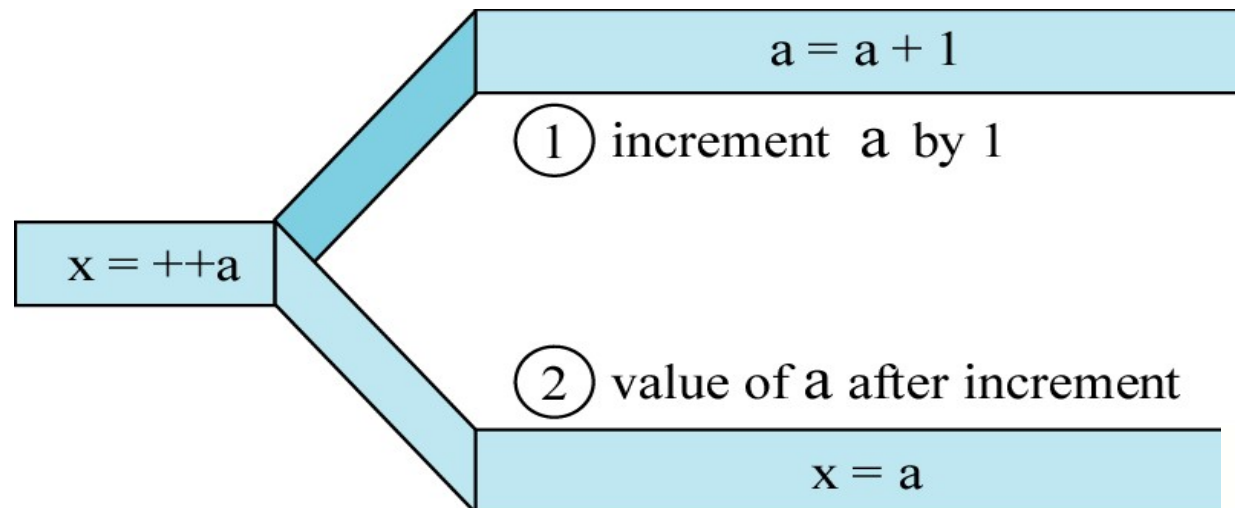 a = a + 1
1 increment a by 1
x = ++a
2 value of a after increment
x = a